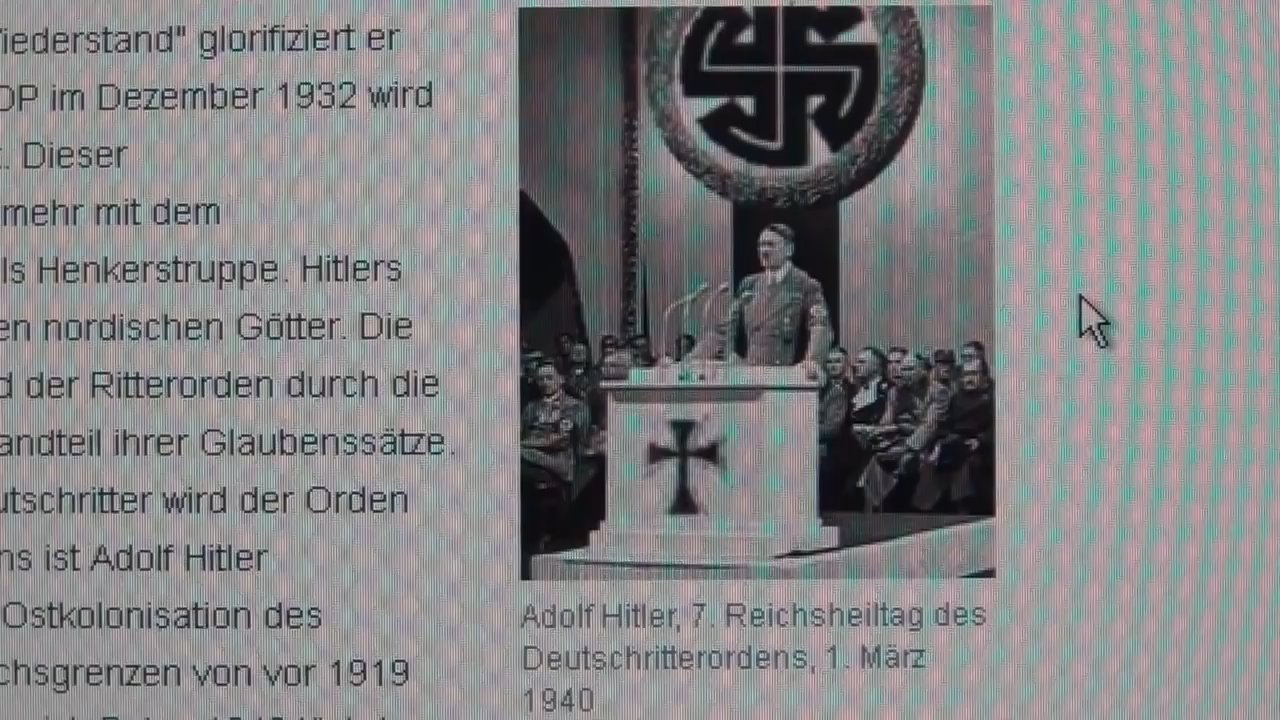 iederstand" glorifiziert er
DP im Dezember 1932 wird
. Dieser
mehr mit dem
ls Henkerstruppe. Hitlers
en nordischen Götter. Die
d der Ritterorden durch die
andteil ihrer Glaubenssätze.
utschritter wird der Orden
ns ist Adolf Hitler
Ostkolonisation des
chsgrenzen von vor 1919
Adolf Hitler, 7. Reichsheiltag des
Deutschritterordens, 1. März
1940